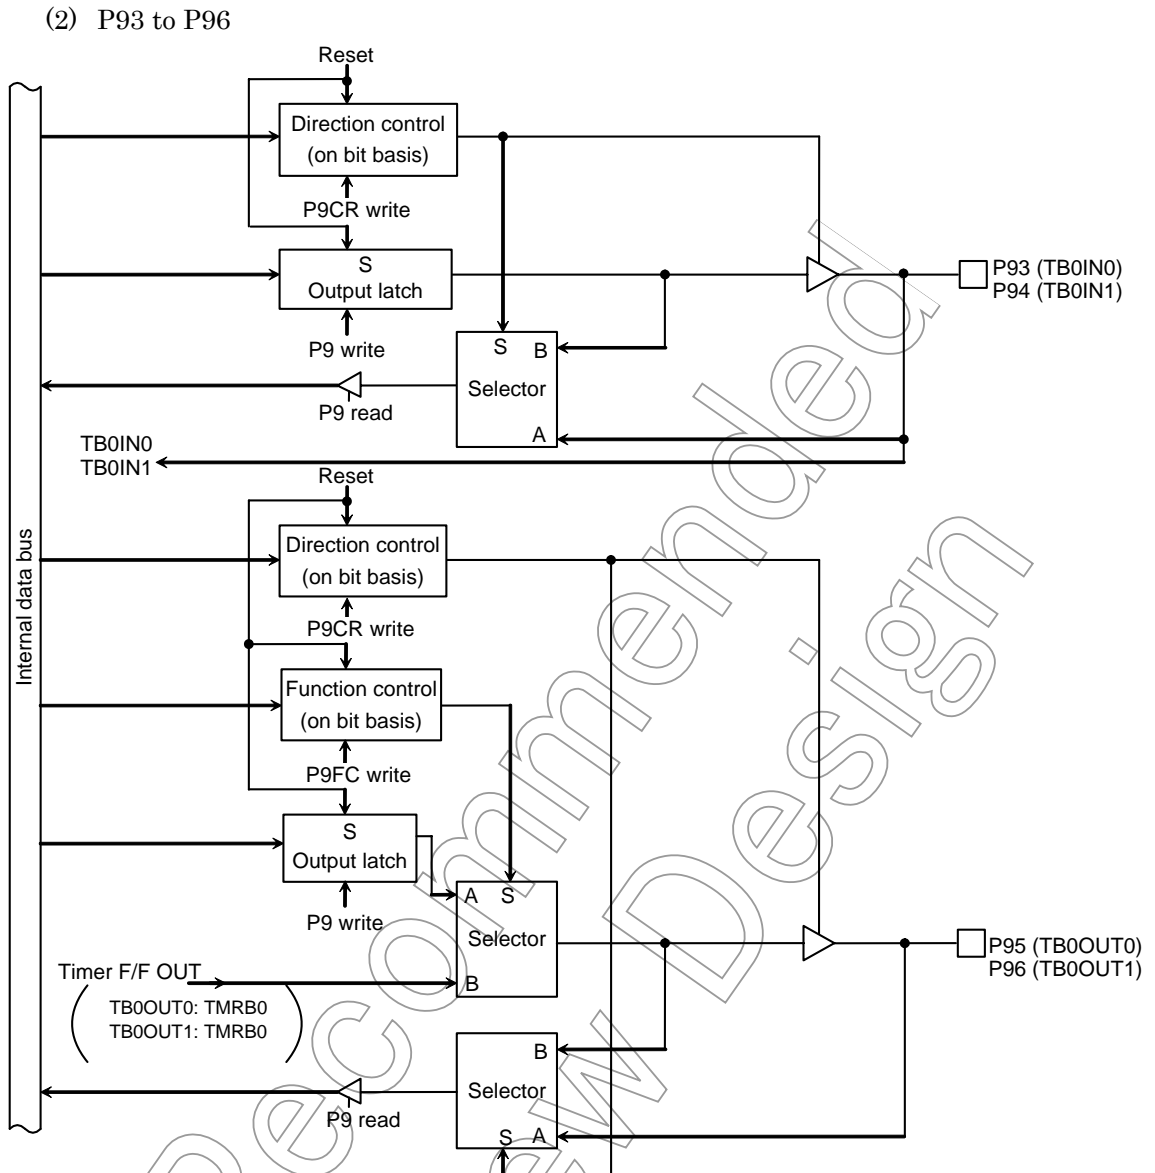 (2) P93 to P96
Reset
Direction control
(on bit basis)
P9CR write
S
Output latch
P9 write
S B
Selector
A
P9 read
P93 (TB0IN0)
P94 (TB0IN1)
TB0IN0
TB0IN1
Internal data bus
Reset
Direction control
(on bit basis)
P9CR write
Function control
(on bit basis)
P9FC write
S
Output latch
P9 write
A S
Selector
B
Timer F/F OUT
TB0OUT0: TMRB0
TB0OUT1: TMRB0
P95 (TB0OUT0)
P96 (TB0OUT1)
B
Selector
S A
P9 read
Recommended
ew Design